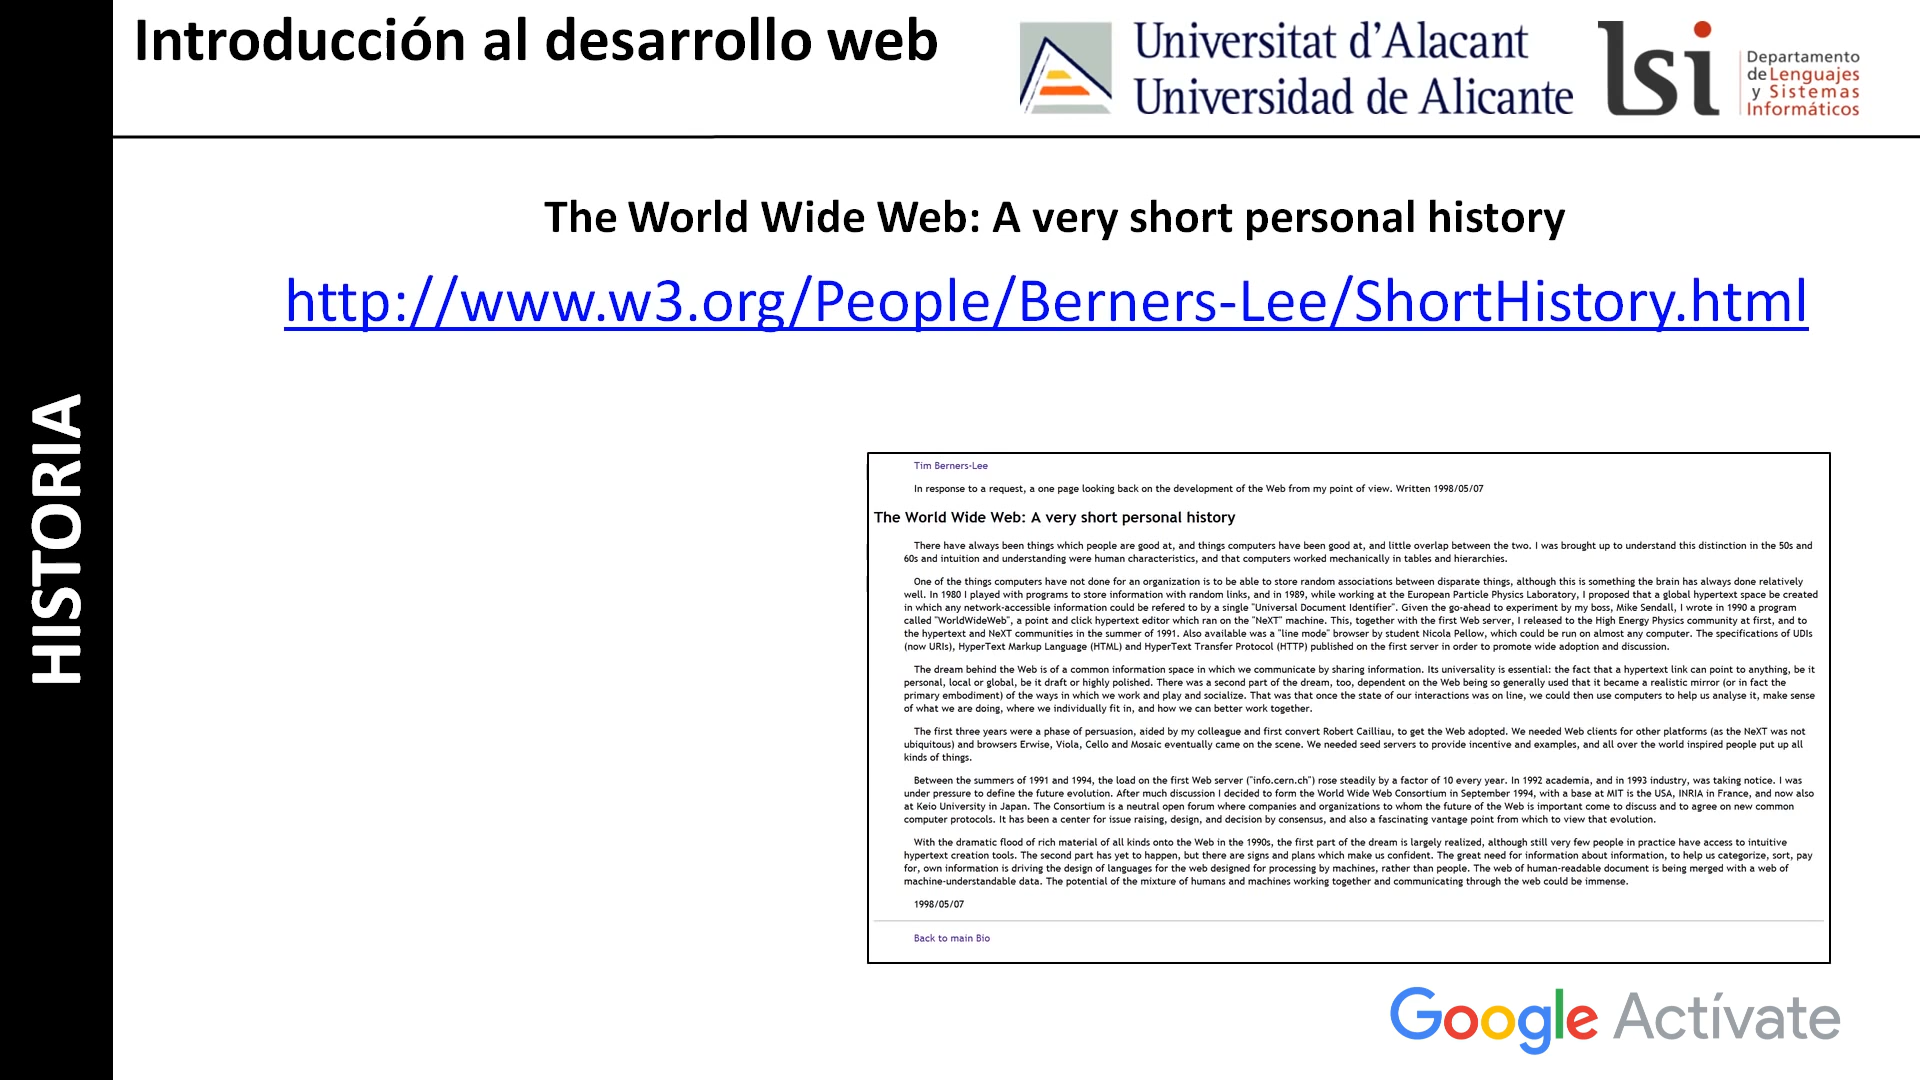 Introducción al desarrollo web
Universitat d'Alacant
Universidad de Alicante
lsi
Departamento
de Lenguajes
y Sistemas
Informáticos
HISTORIA
The World Wide Web: A very short personal history
http://www.w3.org/People/Berners-Lee/ShortHistory.html
Tim Berners-Lee
In response to a request, a one page looking back on the development of the Web from my point of view. Written 1998/05/07
The World Wide Web: A very short personal history
There have always been things which people are good at, and things computers have been good at, and little overlap between the two. I was brought up to understand this distinction in the 50s and
60s and intuition and understanding were human characteristics, and that computers worked mechanically in tables and hierarchies.
One of the things computers have not done for an organization is to be able to store random associations between disparate things, although this is something the brain has always done relatively
well. In 1980 I played with programs to store information with random links, and in 1989, while working at the European Particle Physics Laboratory, I proposed that a global hypertext space be created
in which any network-accessible information could be refered to by a single "Universal Document Identifier". Given the go-ahead to experiment by my boss, Mike Sendall, I wrote in 1990 a program
called "WorldWideWeb", a point and click hypertext editor which ran on the "NeXT" machine. This, together with the first Web server, I released to the High Energy Physics community at first, and to
the hypertext and NeXT communities in the summer of 1991. Also available was a "line mode" browser by student Nicola Pellow, which could be run on almost any computer. The specifications of UDIs
(now URIs), HyperText Markup Language (HTML) and HyperText Transfer Protocol (HTTP) published on the first server in order to promote wide adoption and discussion.
The dream behind the Web is of a common information space in which we communicate by sharing information. Its universality is essential: the fact that a hypertext link can point to anything, be it
personal, local or global, be it draft or highly polished. There was a second part of the dream, too, dependent on the Web being so generally used that it became a realistic mirror (or in fact the
primary embodiment) of the ways in which we work and play and socialize. That was that once the state of our interactions was on line, we could then use computers to help us analyse it, make sense
of what we are doing, where we individually fit in, and how we can better work together.
The first three years were a phase of persuasion, aided by my colleague and first convert Robert Cailliau, to get the Web adopted. We needed Web clients for other platforms (as the NeXT was not
ubiquitous) and browsers Erwise, Viola, Cello and Mosaic eventually came on the scene. We needed seed servers to provide incentive and examples, and all over the world inspired people put up all
kinds of things.
Between the summers of 1991 and 1994, the load on the first Web server ("info.cern.ch") rose steadily by a factor of 10 every year. In 1992 academia, and in 1993 industry, was taking notice. I was
under pressure to define the future evolution. After much discussion I decided to form the World Wide Web Consortium in September 1994, with a base at MIT is the USA, INRIA in France, and now also
at Keio University in Japan. The Consortium is a neutral open forum where companies and organizations to whom the future of the Web is important come to discuss and to agree on new common
computer protocols. It has been a center for issue raising, design, and decision by consensus, and also a fascinating vantage point from which to view that evolution.
With the dramatic flood of rich material of all kinds onto the Web in the 1990s, the first part of the dream is largely realized, although still very few people in practice have access to intuitive
hypertext creation tools. The second part has yet to happen, but there are signs and plans which make us confident. The great need for information about information, to help us categorize, sort, pay
for, own information is driving the design of languages for the web designed for processing by machines, rather than people. The web of human-readable document is being merged with a web of
machine-understandable data. The potential of the mixture of humans and machines working together and communicating through the web could be immense.
1998/05/07
Back to main Bio
Google Actívate